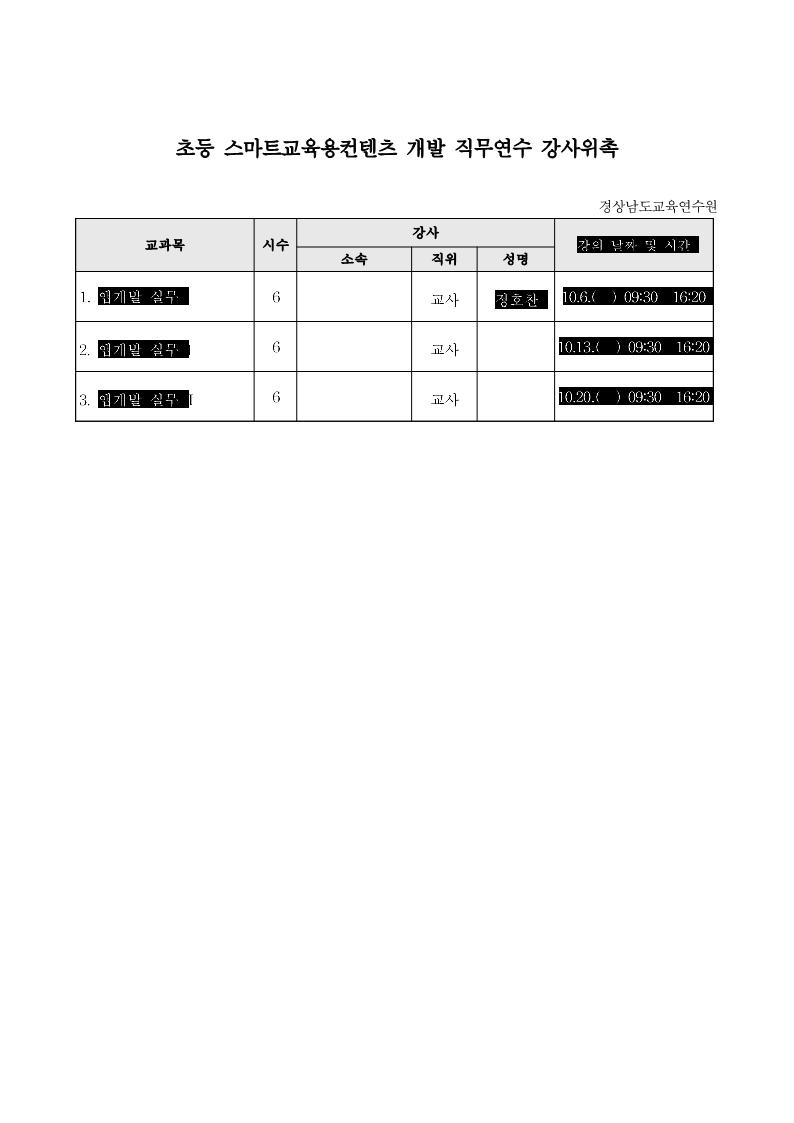 초등 스마트교육용컨텐츠 개발 직무연수 강사위촉
경상남도교육연수원
교과목 시수 강사 강의 날짜 및 시간
소속 직위 성명
1. 앱개발 실무 6 교사 정호찬 10.6.( ) 09:30 16:20
2. 앱개발 실무 6 교사 10.13.( ) 09:30 16:20
3. 앱개발 실무 I 6 교사 10.20.( ) 09:30 16:20